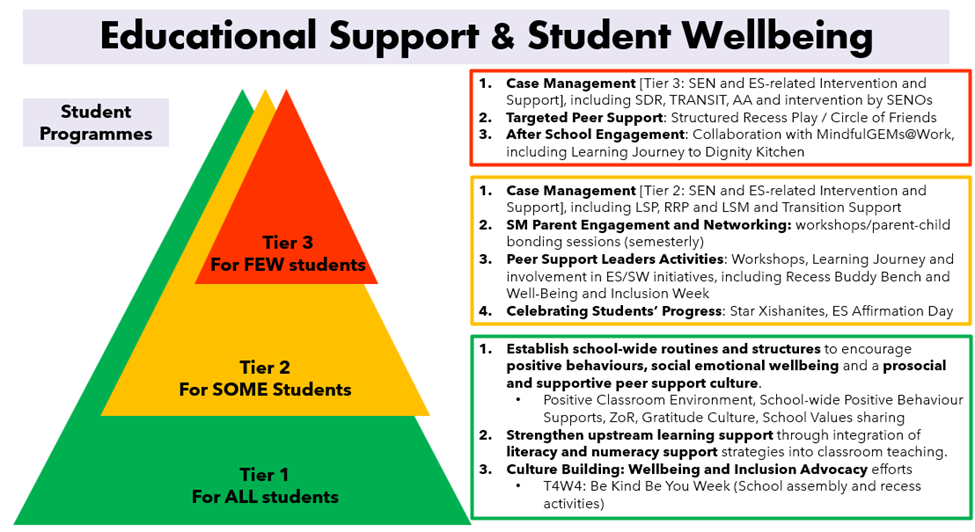 Educational Support & Student Wellbeing
Student
Programmes
Tier 3
For FEW students
Tier 2
For SOME Students
Tier 1
For ALL students
1. Case Management [Tier 3: SEN and ES-related Intervention and
Support], including SDR, TRANSIT, AA and intervention by SENOs
2. Targeted Peer Support: Structured Recess Play / Circle of Friends
3. After School Engagement: Collaboration with MindfulGEMs@Work,
including Learning Journey to Dignity Kitchen
1. Case Management [Tier 2: SEN and ES-related Intervention and
Support], including LSP, RRP and LSM and Transition Support
2. SM Parent Engagement and Networking: workshops/parent-child
bonding sessions (semesterly)
3. Peer Support Leaders Activities: Workshops, Learning Journey and
involvement in ES/SW initiatives, including Recess Buddy Bench and
Well-Being and Inclusion Week
4. Celebrating Students’ Progress: Star Xishanites, ES Affirmation Day
1. Establish school-wide routines and structures to encourage
positive behaviours, social emotional wellbeing and a prosocial
and supportive peer support culture.
• Positive Classroom Environment, School-wide Positive Behaviour
Supports, ZoR, Gratitude Culture, School Values sharing
2. Strengthen upstream learning support through integration of
literacy and numeracy support strategies into classroom teaching.
3. Culture Building: Wellbeing and Inclusion Advocacy efforts
• T4W4: Be Kind Be You Week (School assembly and recess
activities)